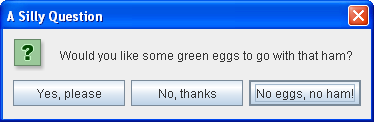 A Silly Question
Would you like some green eggs to go with that ham?
Yes, please
No, thanks
No eggs, no ham!